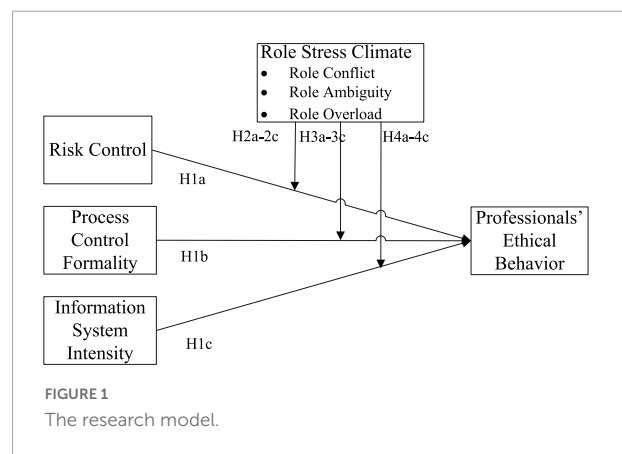 Role Stress Climate
• Role Conflict
• Role Ambiguity
• Role Overload
H2a-2c H3a-3c H4a-4c
Risk Control
H1a
Process
Control
Formality
H1b
Professionals’
Ethical
Behavior
Information
System
Intensity
H1c
FIGURE 1
The research model.